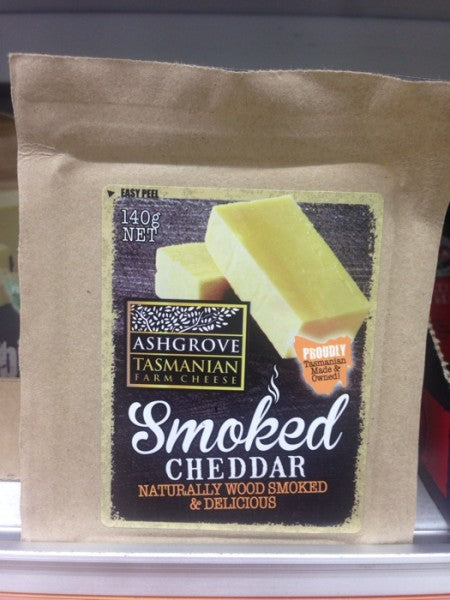 EASY PEEL
140g
NET
ASHGROVE
TASMANIAN
FARM CHEESE
PROUDLY
Tasmanian
Made &
Owned!
Smoked
CHEDDAR
NATURALLY WOOD SMOKED
& DELICIOUS